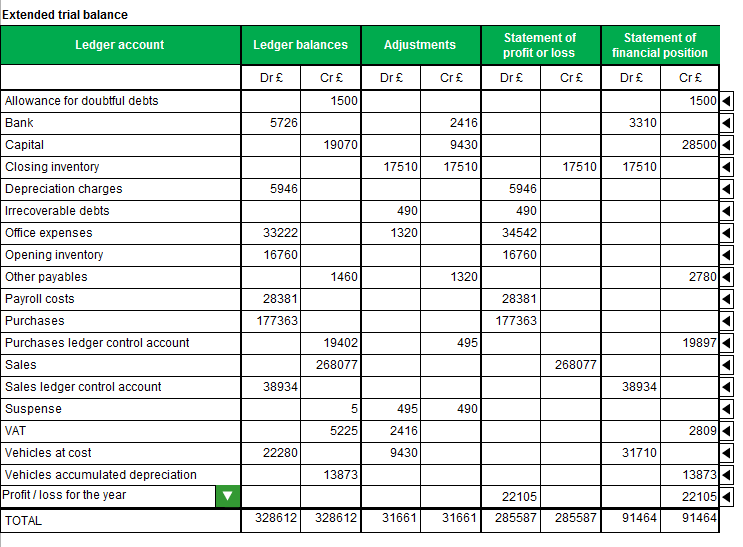 Extended trial balance
Ledger account Ledger balances Adjustments Statement of profit or loss Statement of financial position
Dr £ Cr £ Dr £ Cr £ Dr £ Cr £ Dr £ Cr £
Allowance for doubtful debts 1500 1500
Bank 5726 2416 3310
Capital 19070 9430 28500
Closing inventory 17510 17510 17510 17510
Depreciation charges 5946 5946
Irrecoverable debts 490 490
Office expenses 33222 1320 34542
Opening inventory 16760 16760
Other payables 1460 1320 2780
Payroll costs 28381 28381
Purchases 177363 177363
Purchases ledger control account 19402 495 19897
Sales 268077 268077
Sales ledger control account 38934 38934
Suspense 5 495 490
VAT 5225 2416 2809
Vehicles at cost 22280 9430 31710
Vehicles accumulated depreciation 13873 13873
Profit / loss for the year 22105 22105
TOTAL 328612 328612 31661 31661 285587 285587 91464 91464